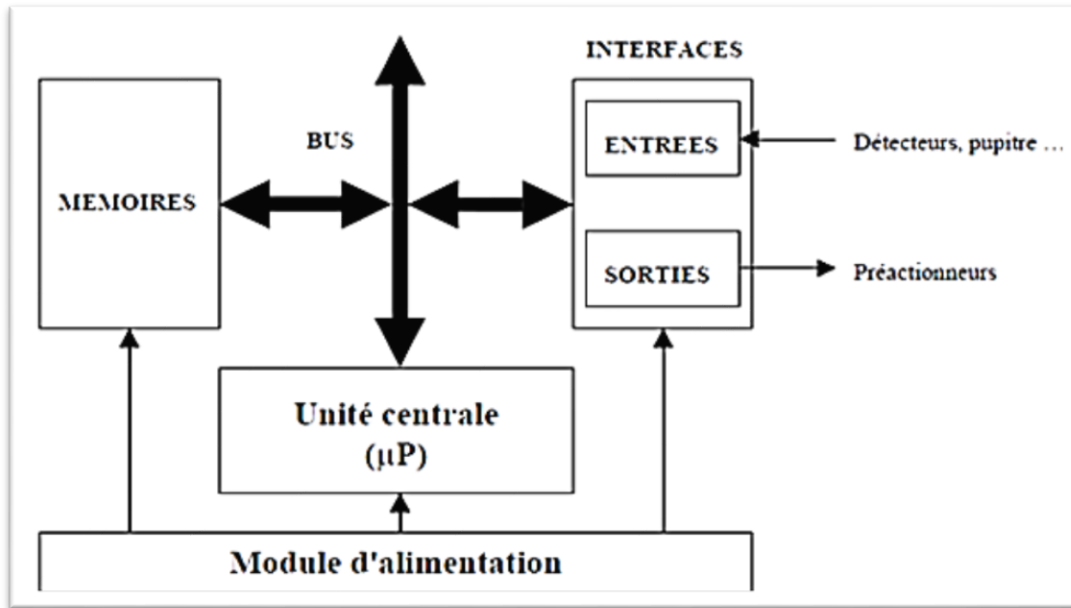 INTERFACES
BUS
MEMOIRES
ENTREES
Détecteurs, pupitre ...
SORTIES
Préactionneurs
Unité centrale
(µP)
Module d'alimentation